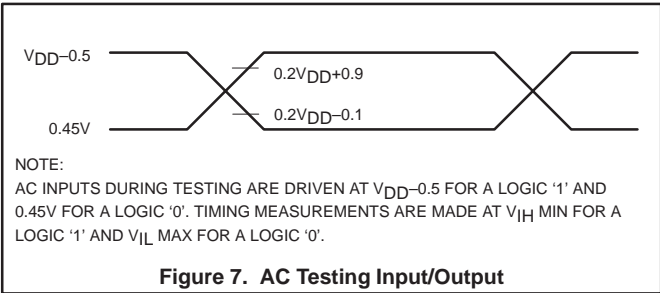 VDD–0.5
0.2VDD+0.9
0.2VDD–0.1
0.45V
NOTE:
AC INPUTS DURING TESTING ARE DRIVEN AT VDD–0.5 FOR A LOGIC ‘1’ AND
0.45V FOR A LOGIC ‘0’. TIMING MEASUREMENTS ARE MADE AT VIH MIN FOR A
LOGIC ‘1’ AND VIL MAX FOR A LOGIC ‘0’.
Figure 7. AC Testing Input/Output